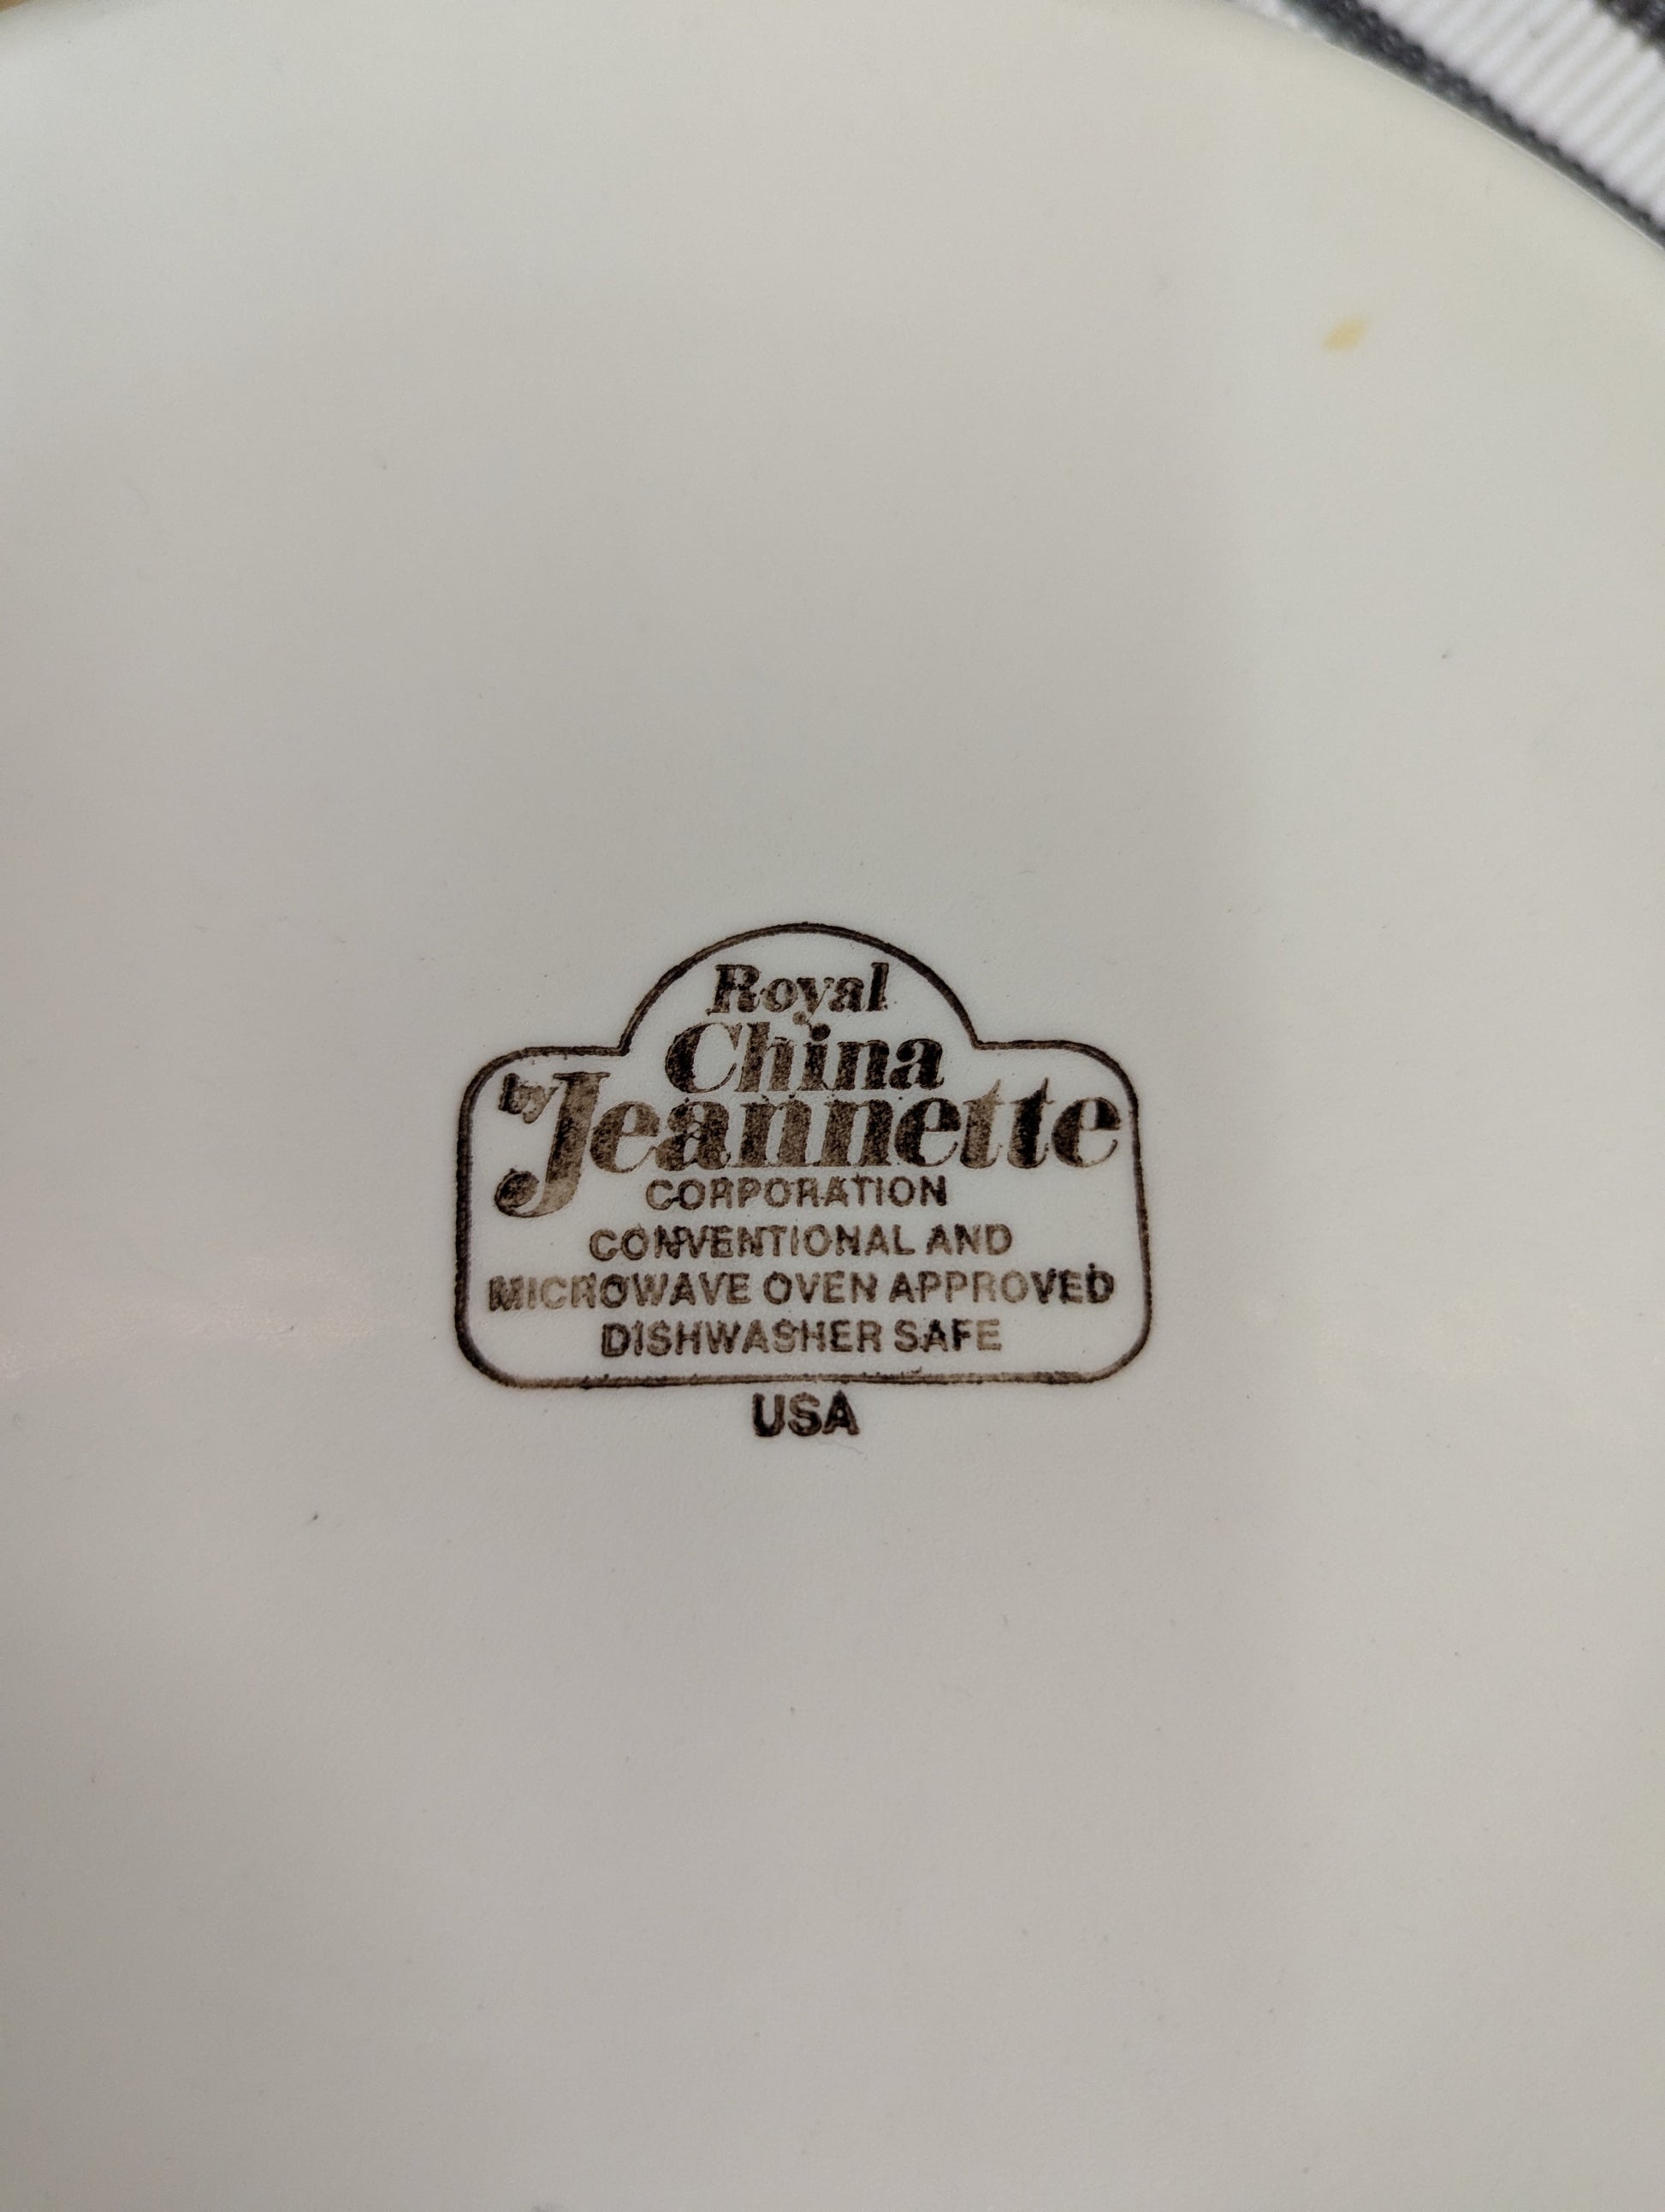 Royal
China
by Jeannette
CORPORATION
CONVENTIONAL AND
MICROWAVE OVEN APPROVED
DISHWASHER SAFE
USA